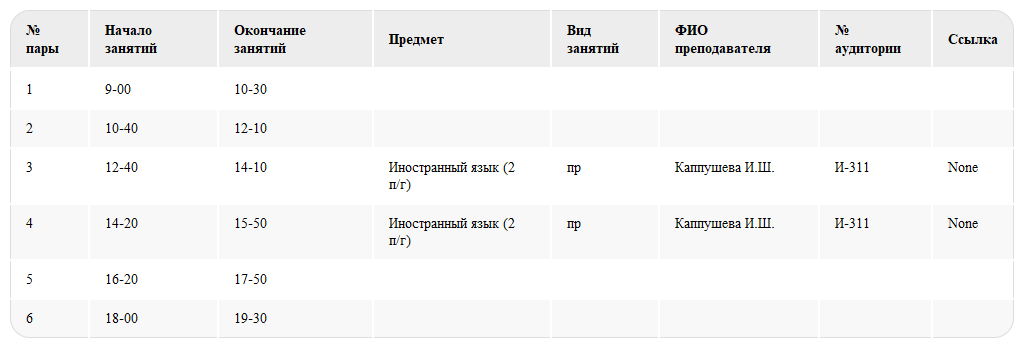 № пары Начало занятий Окончание занятий Предмет Вид занятий ФИО преподавателя № аудитории Ссылка
1 9-00 10-30
2 10-40 12-10
3 12-40 14-10 Иностранный язык (2 п/г) пр Каппушева И.Ш. И-311 None
4 14-20 15-50 Иностранный язык (2 п/г) пр Каппушева И.Ш. И-311 None
5 16-20 17-50
6 18-00 19-30